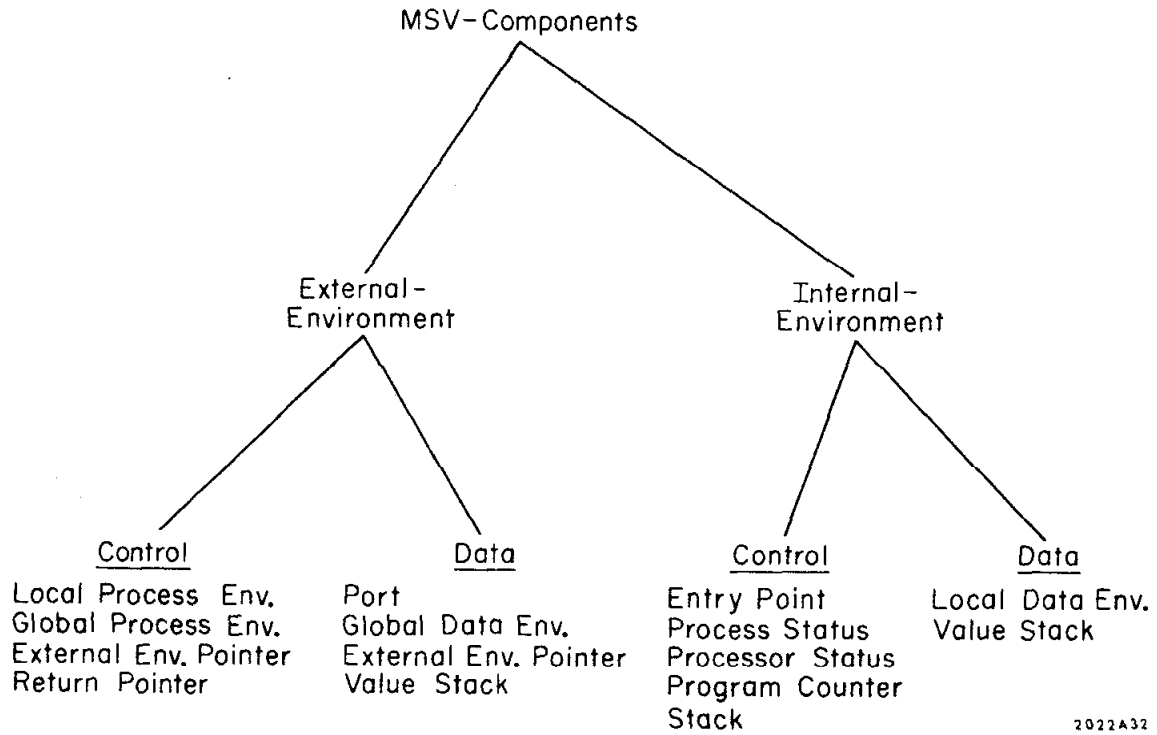 MSV-Components
External-
Environment
Internal-
Environment
Control
Local Process Env.
Global Process Env.
External Env. Pointer
Return Pointer
Data
Port
Global Data Env.
External Env. Pointer
Value Stack
Control
Entry Point
Process Status
Processor Status
Program Counter
Stack
Data
Local Data Env.
Value Stack
2022A32